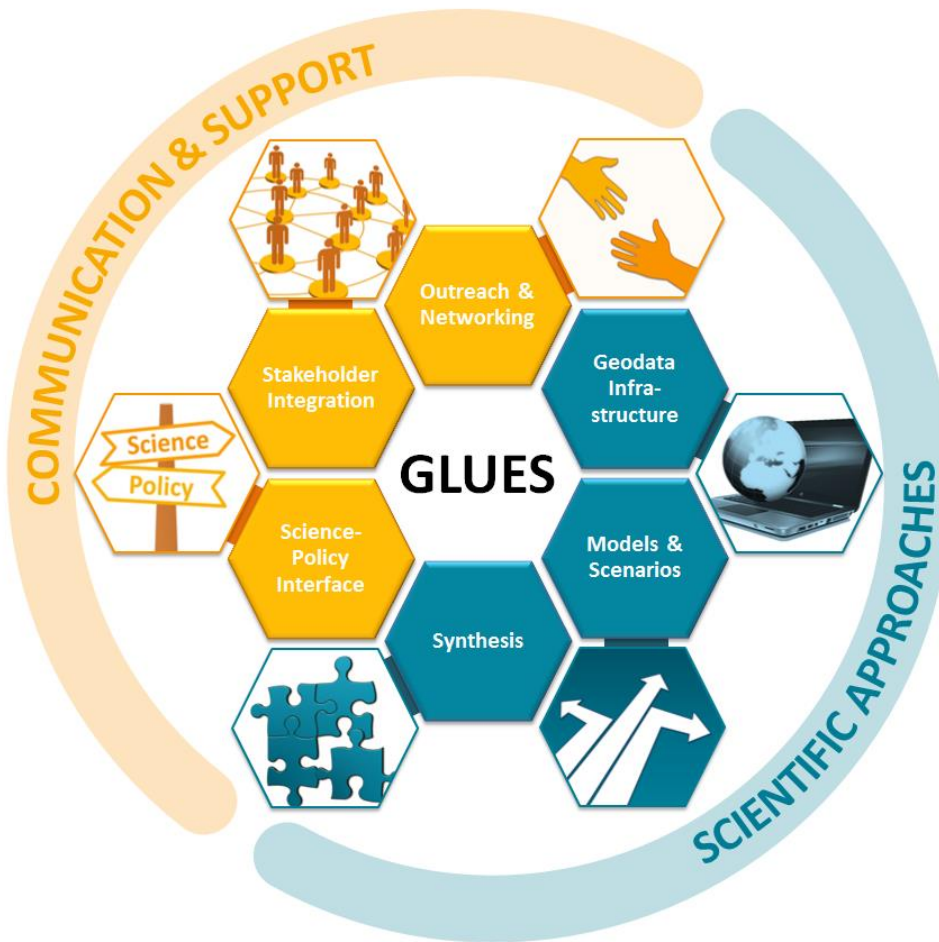 COMMUNICATION & SUPPORT
Outreach &
Networking
Stakeholder
Integration
Geodata
Infra-
structure
Science
Policy
GLUES
Science-
Policy
Interface
Models &
Scenarios
Synthesis
SCIENTIFIC APPROACHES